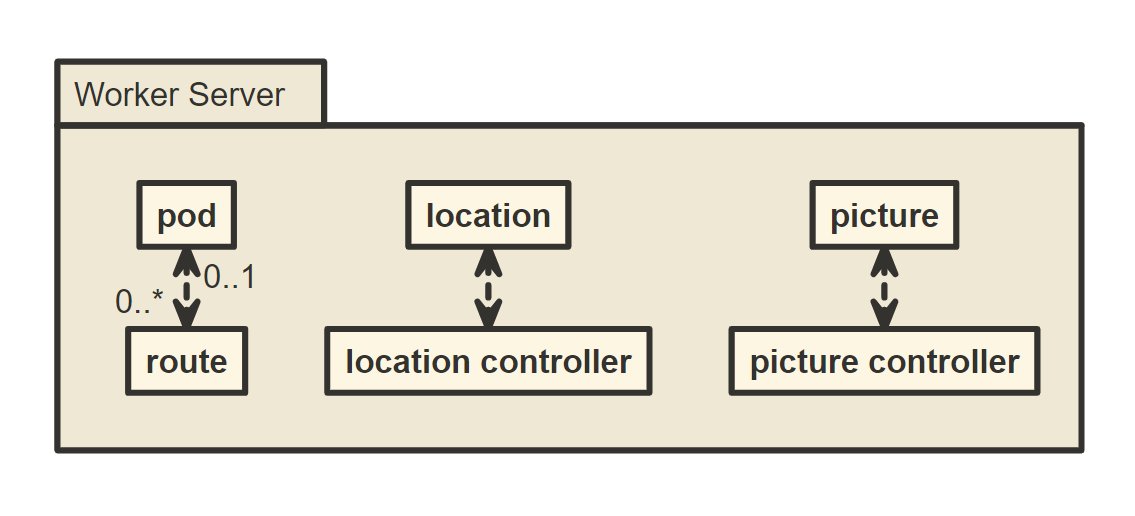 Worker Server
pod
location
picture
0..1
0..*
route
location controller
picture controller